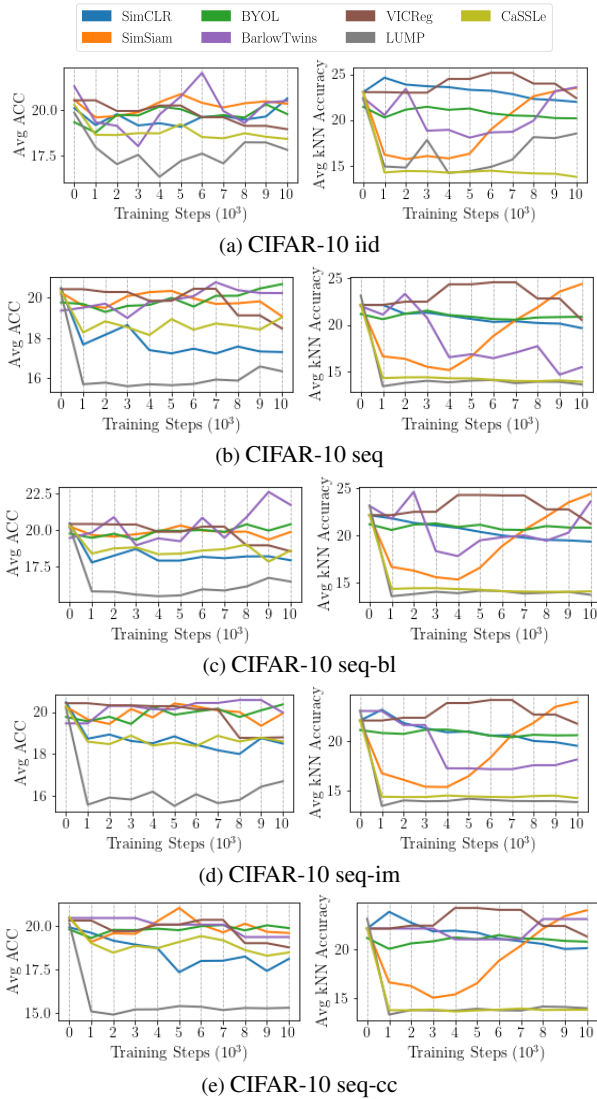 SimCLR BYOL VICReg CaSSLe
SimSiam BarlowTwins LUMP
Avg ACC
20.0
17.5
0 1 2 3 4 5 6 7 8 9 10
Training Steps (10³)
Avg kNN Accuracy
25
20
15
0 1 2 3 4 5 6 7 8 9 10
Training Steps (10³)
(a) CIFAR-10 iid
Avg ACC
20
18
16
0 1 2 3 4 5 6 7 8 9 10
Training Steps (10³)
Avg kNN Accuracy
25
20
15
0 1 2 3 4 5 6 7 8 9 10
Training Steps (10³)
(b) CIFAR-10 seq
Avg ACC
22.5
20.0
17.5
0 1 2 3 4 5 6 7 8 9 10
Training Steps (10³)
Avg kNN Accuracy
25
20
15
0 1 2 3 4 5 6 7 8 9 10
Training Steps (10³)
(c) CIFAR-10 seq-bl
Avg ACC
20
18
16
0 1 2 3 4 5 6 7 8 9 10
Training Steps (10³)
Avg kNN Accuracy
20
15
0 1 2 3 4 5 6 7 8 9 10
Training Steps (10³)
(d) CIFAR-10 seq-im
Avg ACC
20.0
17.5
15.0
0 1 2 3 4 5 6 7 8 9 10
Training Steps (10³)
Avg kNN Accuracy
20
15
0 1 2 3 4 5 6 7 8 9 10
Training Steps (10³)
(e) CIFAR-10 seq-cc